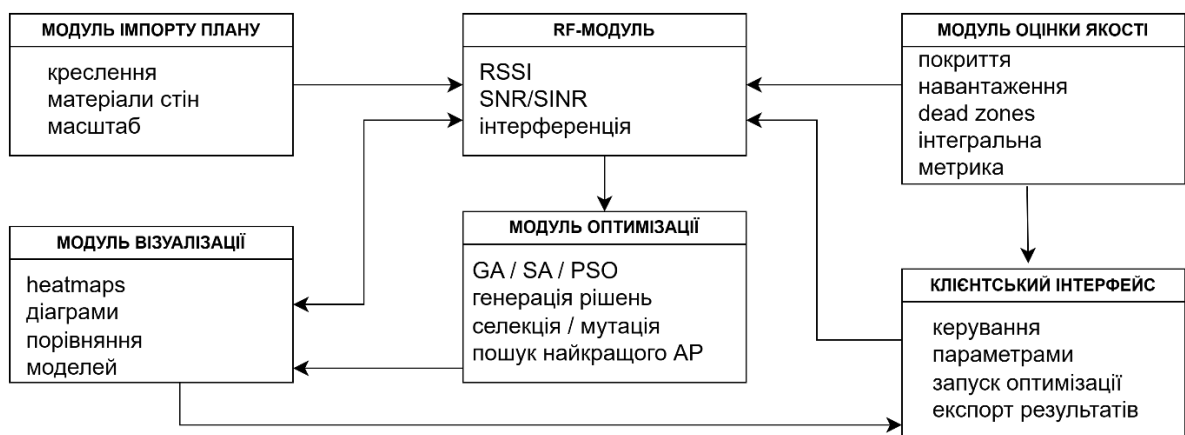 МОДУЛЬ ІМПОРТУ ПЛАНУ
креслення
матеріали стін
масштаб
RF-МОДУЛЬ
RSSI
SNR/SINR
інтерференція
МОДУЛЬ ОЦІНКИ ЯКОСТІ
покриття
навантаження
dead zones
інтегральна
метрика
МОДУЛЬ ВІЗУАЛІЗАЦІЇ
heatmaps
діаграми
порівняння
моделей
МОДУЛЬ ОПТИМІЗАЦІЇ
GA / SA / PSO
генерація рішень
селекція / мутація
пошук найкращого AP
КЛІЄНТСЬКИЙ ІНТЕРФЕЙС
керування
параметрами
запуск оптимізації
експорт результатів